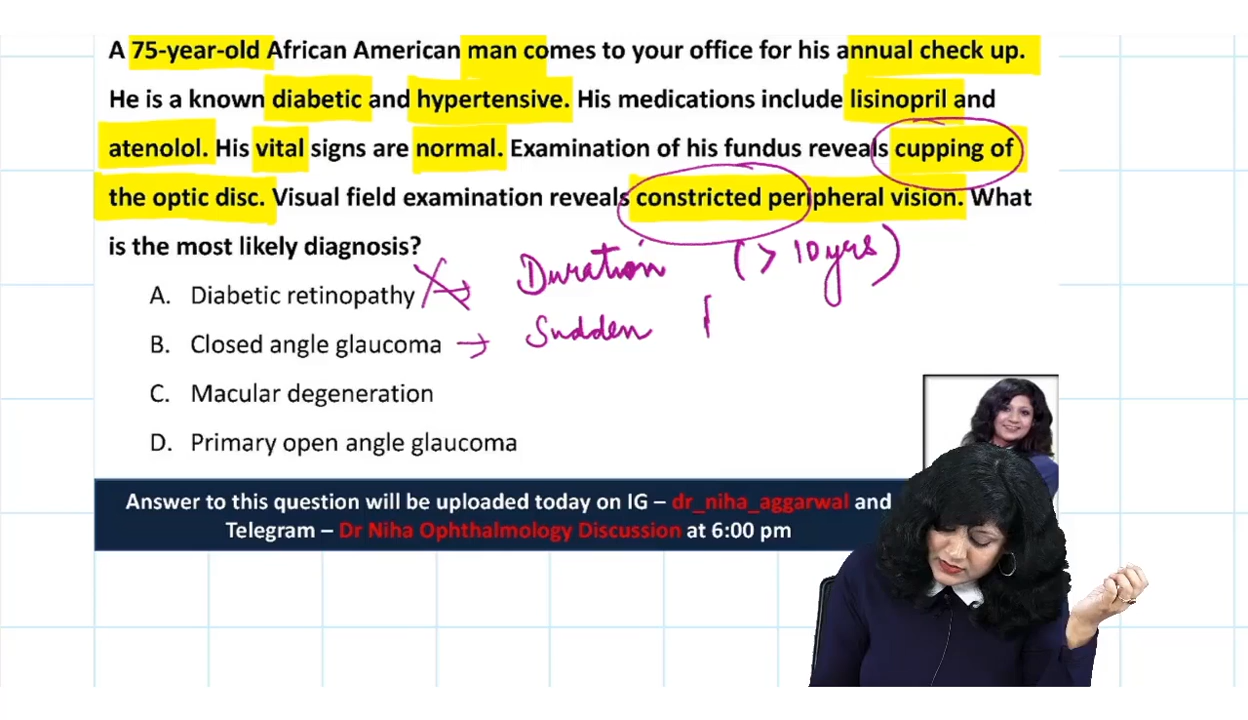 A 75-year-old African American man comes to your office for his annual check up.
He is a known diabetic and hypertensive. His medications include lisinopril and
atenolol. His vital signs are normal. Examination of his fundus reveals cupping of
the optic disc. Visual field examination reveals constricted peripheral vision. What
is the most likely diagnosis?
Duration (> 10 yrs)
A. Diabetic retinopathy
Sudden
B. Closed angle glaucoma
C. Macular degeneration
D. Primary open angle glaucoma
Answer to this question will be uploaded today on IG – dr_niha_aggarwal and
Telegram – Dr Niha Ophthalmology Discussion at 6:00 pm